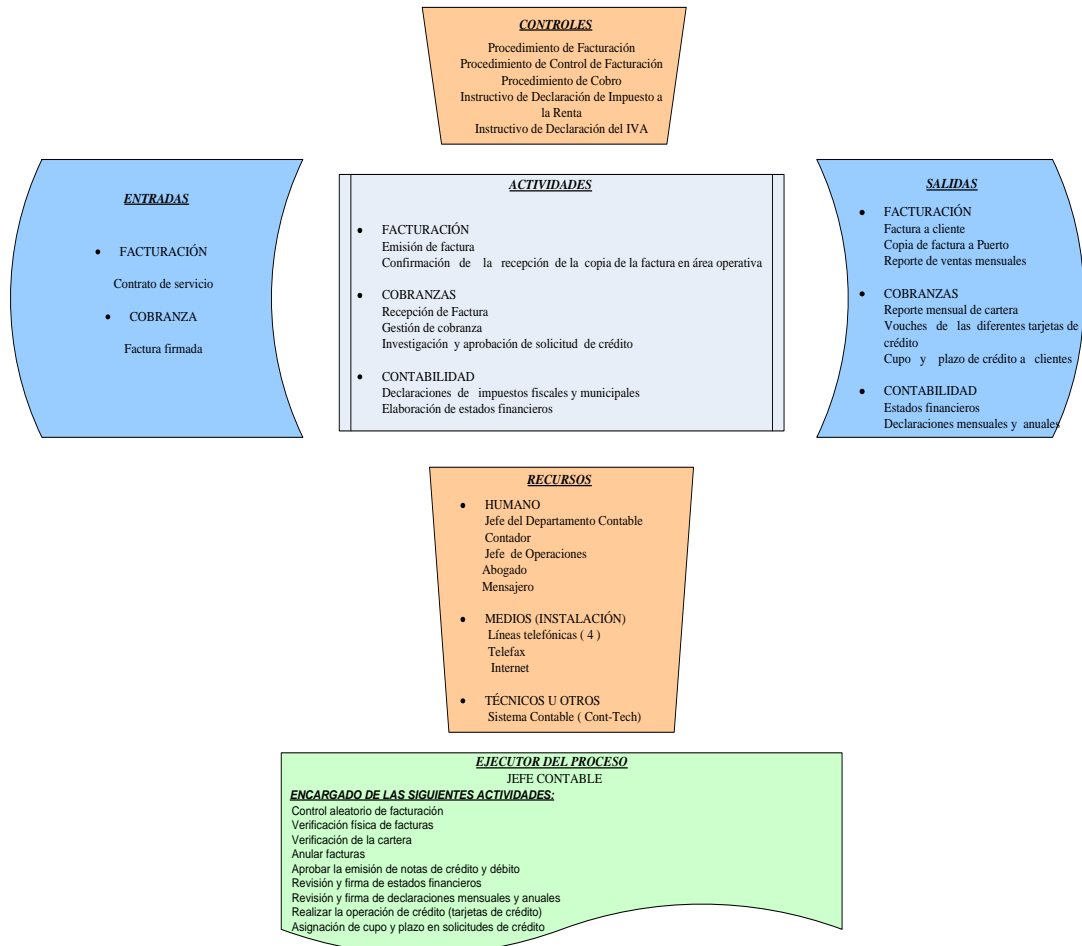 CONTROLES
Procedimiento de Facturación
Procedimiento de Control de Facturación
Procedimiento de Cobro
Instructivo de Declaración de Impuesto a
la Renta
Instructivo de Declaración del IVA
ENTRADAS
• FACTURACIÓN
Contrato de servicio
• COBRANZA
Factura firmada
ACTIVIDADES
• FACTURACIÓN
Emisión de factura
Confirmación de la recepción de la copia de la factura en área operativa
• COBRANZAS
Recepción de Factura
Gestión de cobranza
Investigación y aprobación de solicitud de crédito
• CONTABILIDAD
Declaraciones de impuestos fiscales y municipales
Elaboración de estados financieros
SALIDAS
• FACTURACIÓN
Factura a cliente
Copia de factura a Puerto
Reporte de ventas mensuales
• COBRANZAS
Reporte mensual de cartera
Vouches de las diferentes tarjetas de
crédito
Cupo y plazo de crédito a clientes
• CONTABILIDAD
Estados financieros
Declaraciones mensuales y anuales
RECURSOS
• HUMANO
Jefe del Departamento Contable
Contador
Jefe de Operaciones
Abogado
Mensajero
• MEDIOS (INSTALACIÓN)
Líneas telefónicas ( 4 )
Telefax
Internet
• TÉCNICOS U OTROS
Sistema Contable ( Cont-Tech)
EJECUTOR DEL PROCESO
JEFE CONTABLE
ENCARGADO DE LAS SIGUIENTES ACTIVIDADES:
Control aleatorio de facturación
Verificación física de facturas
Verificación de la cartera
Anular facturas
Aprobar la emisión de notas de crédito y débito
Revisión y firma de estados financieros
Revisión y firma de declaraciones mensuales y anuales
Realizar la operación de crédito (tarjetas de crédito)
Asignación de cupo y plazo en solicitudes de crédito